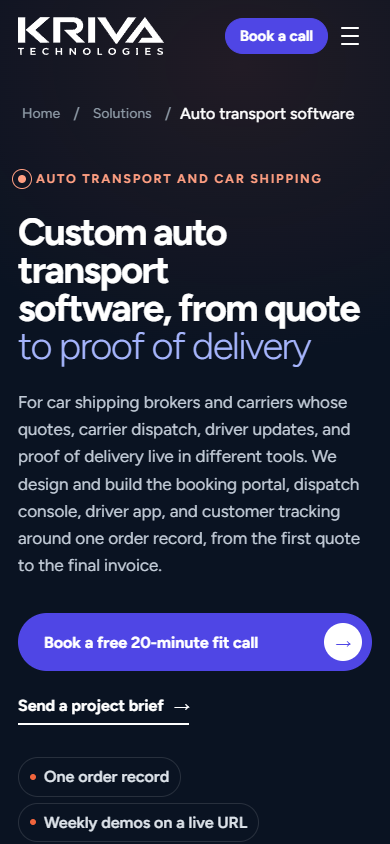 KRIVA
TECHNOLOGIES
Book a call
Home / Solutions / Auto transport software
AUTO TRANSPORT AND CAR SHIPPING
Custom auto
transport
software, from quote
to proof of delivery
For car shipping brokers and carriers whose
quotes, carrier dispatch, driver updates, and
proof of delivery live in different tools. We
design and build the booking portal, dispatch
console, driver app, and customer tracking
around one order record, from the first quote
to the final invoice.
Book a free 20-minute fit call →
Send a project brief →
One order record
Weekly demos on a live URL